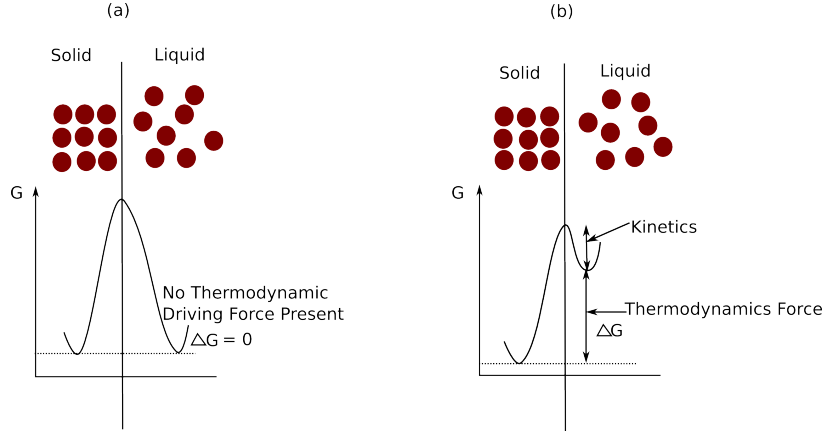 (a)
Solid
Liquid
G
No Thermodynamic
Driving Force Present
△G = 0
(b)
Solid
Liquid
G
Kinetics
Thermodynamics Force
△G